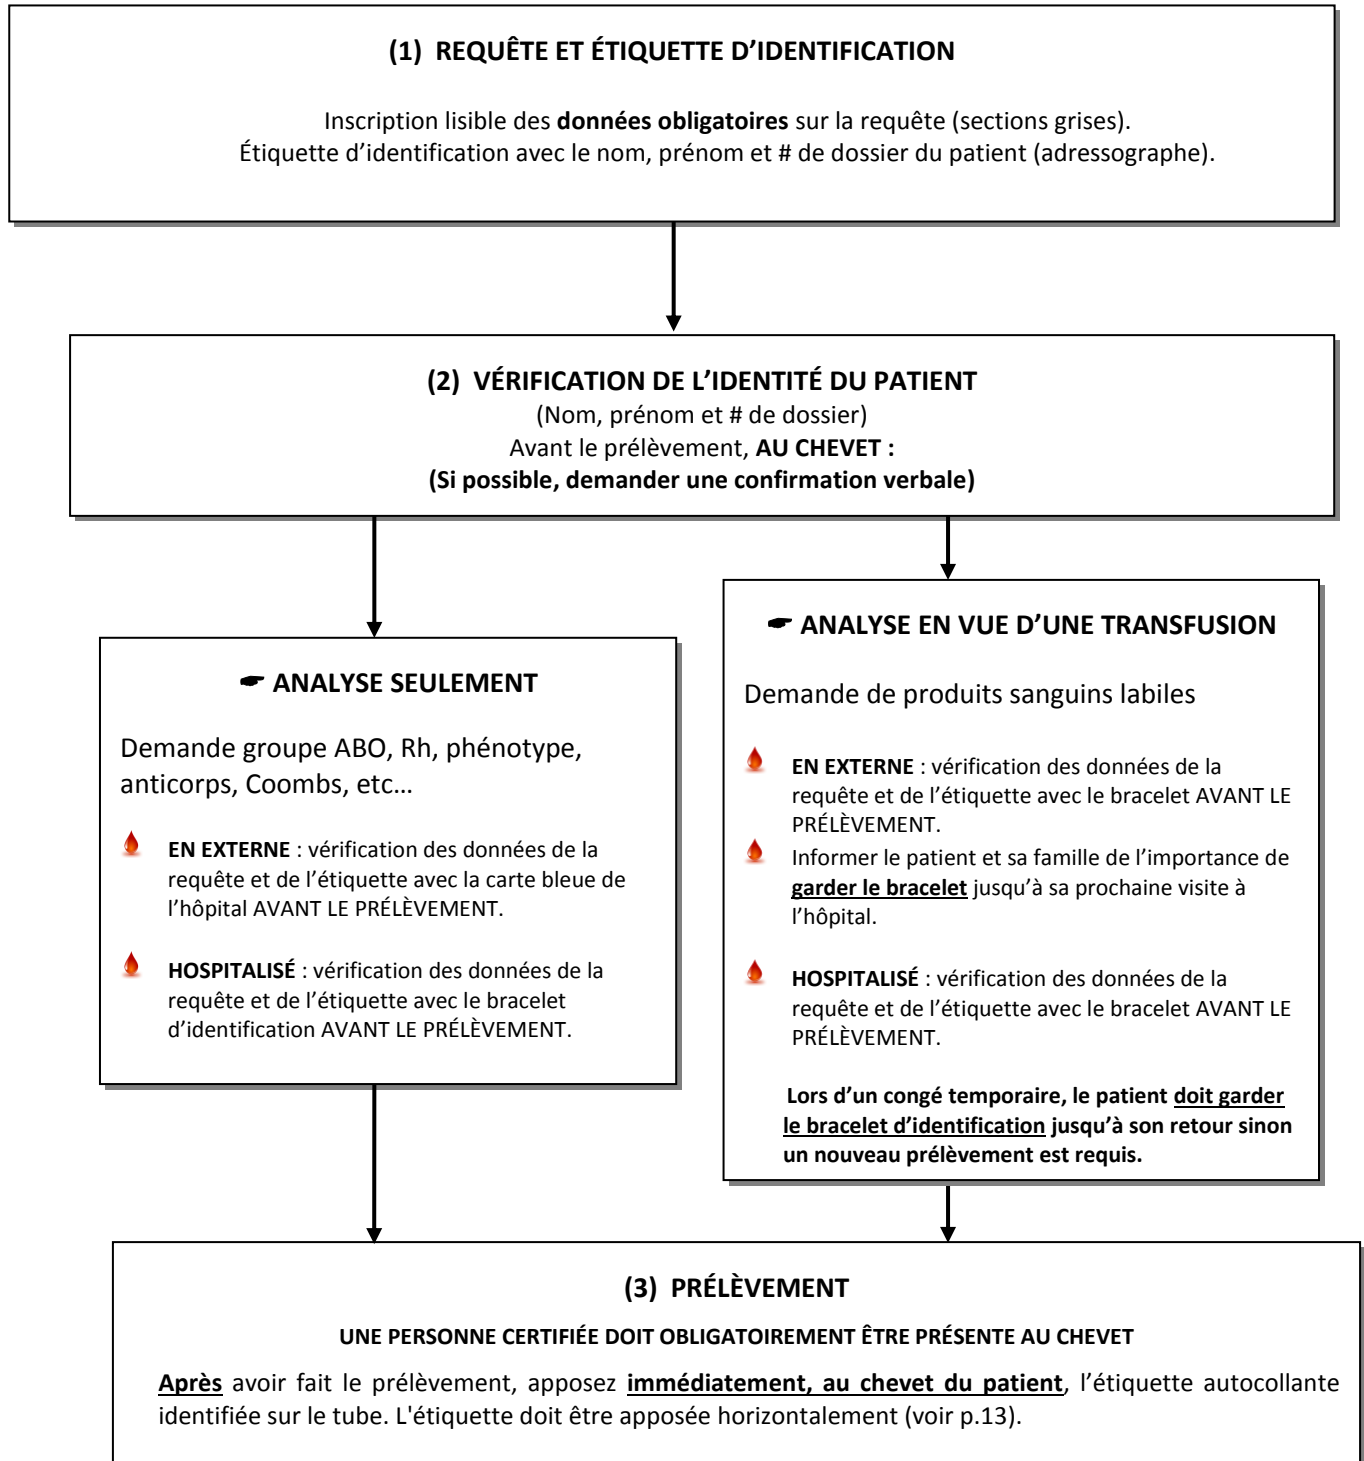 (1) REQUÊTE ET ÉTIQUETTE D’IDENTIFICATION
Inscription lisible des données obligatoires sur la requête (sections grises).
Étiquette d’identification avec le nom, prénom et # de dossier du patient (adressographe).
(2) VÉRIFICATION DE L’IDENTITÉ DU PATIENT
(Nom, prénom et # de dossier)
Avant le prélèvement, AU CHEVET :
(Si possible, demander une confirmation verbale)
ANALYSE SEULEMENT
Demande groupe ABO, Rh, phénotype,
anticorps, Coombs, etc…
EN EXTERNE : vérification des données de la
requête et de l’étiquette avec la carte bleue de
l’hôpital AVANT LE PRÉLÈVEMENT.
HOSPITALISÉ : vérification des données de la
requête et de l’étiquette avec le bracelet
d’identification AVANT LE PRÉLÈVEMENT.
ANALYSE EN VUE D’UNE TRANSFUSION
Demande de produits sanguins labiles
EN EXTERNE : vérification des données de la
requête et de l’étiquette avec le bracelet AVANT LE
PRÉLÈVEMENT.
Informer le patient et sa famille de l’importance de
garder le bracelet jusqu’à sa prochaine visite à
l’hôpital.
HOSPITALISÉ : vérification des données de la
requête et de l’étiquette avec le bracelet AVANT LE
PRÉLÈVEMENT.
Lors d’un congé temporaire, le patient doit garder
le bracelet d’identification jusqu’à son retour sinon
un nouveau prélèvement est requis.
(3) PRÉLÈVEMENT
UNE PERSONNE CERTIFIÉE DOIT OBLIGATOIREMENT ÊTRE PRÉSENTE AU CHEVET
Après avoir fait le prélèvement, apposez immédiatement, au chevet du patient, l’étiquette autocollante
identifiée sur le tube. L'étiquette doit être apposée horizontalement (voir p.13).